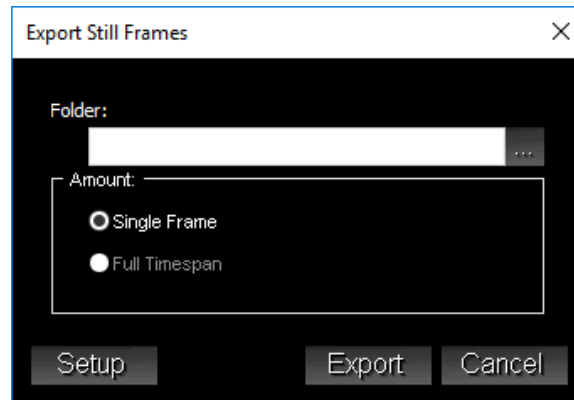 Export Still Frames
Folder:
...
Amount:
Single Frame
Full Timespan
Setup Export Cancel